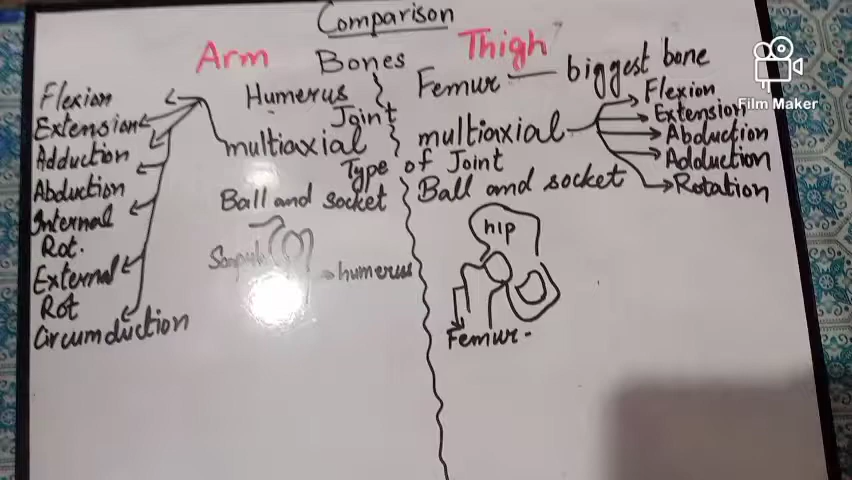 Comparison
Arm Bones Thigh
Humerus Femur — biggest bone
Joint
multiaxial multiaxial
Flexion
Extension
Adduction
Abduction
Internal
Rot.
External
Rot
Circumduction
Flexion
Extension
Abduction
Adduction
Rotation
Type of Joint
Ball and socket Ball and socket
humerus
hip
Femur
Film Maker